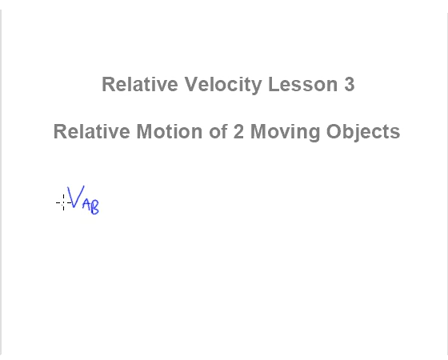 Relative Velocity Lesson 3
Relative Motion of 2 Moving Objects
VAB